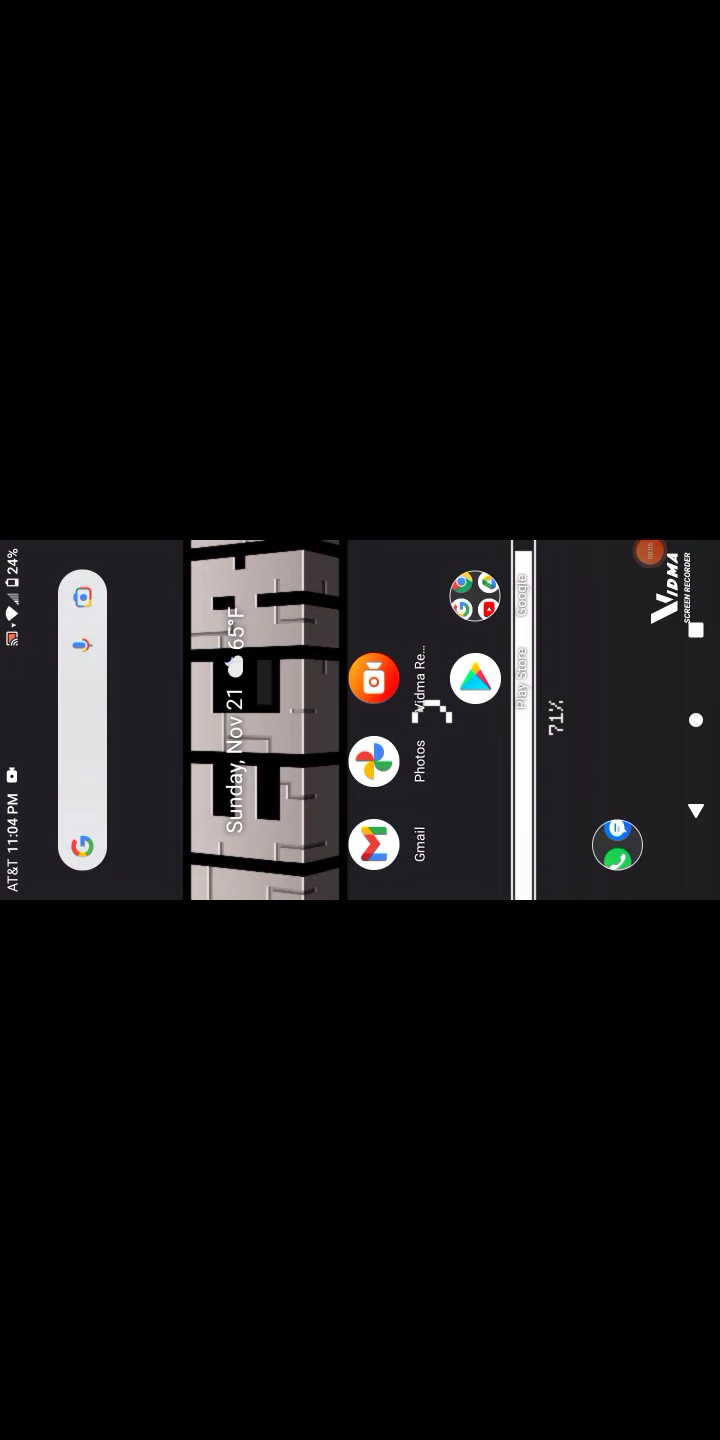 AT&T 11:04 PM
24%
Sunday, Nov 21 65°F
Gmail
Photos
Vidma Re...
Play Store
Google
71%
VIDMA
SCREEN RECORDER